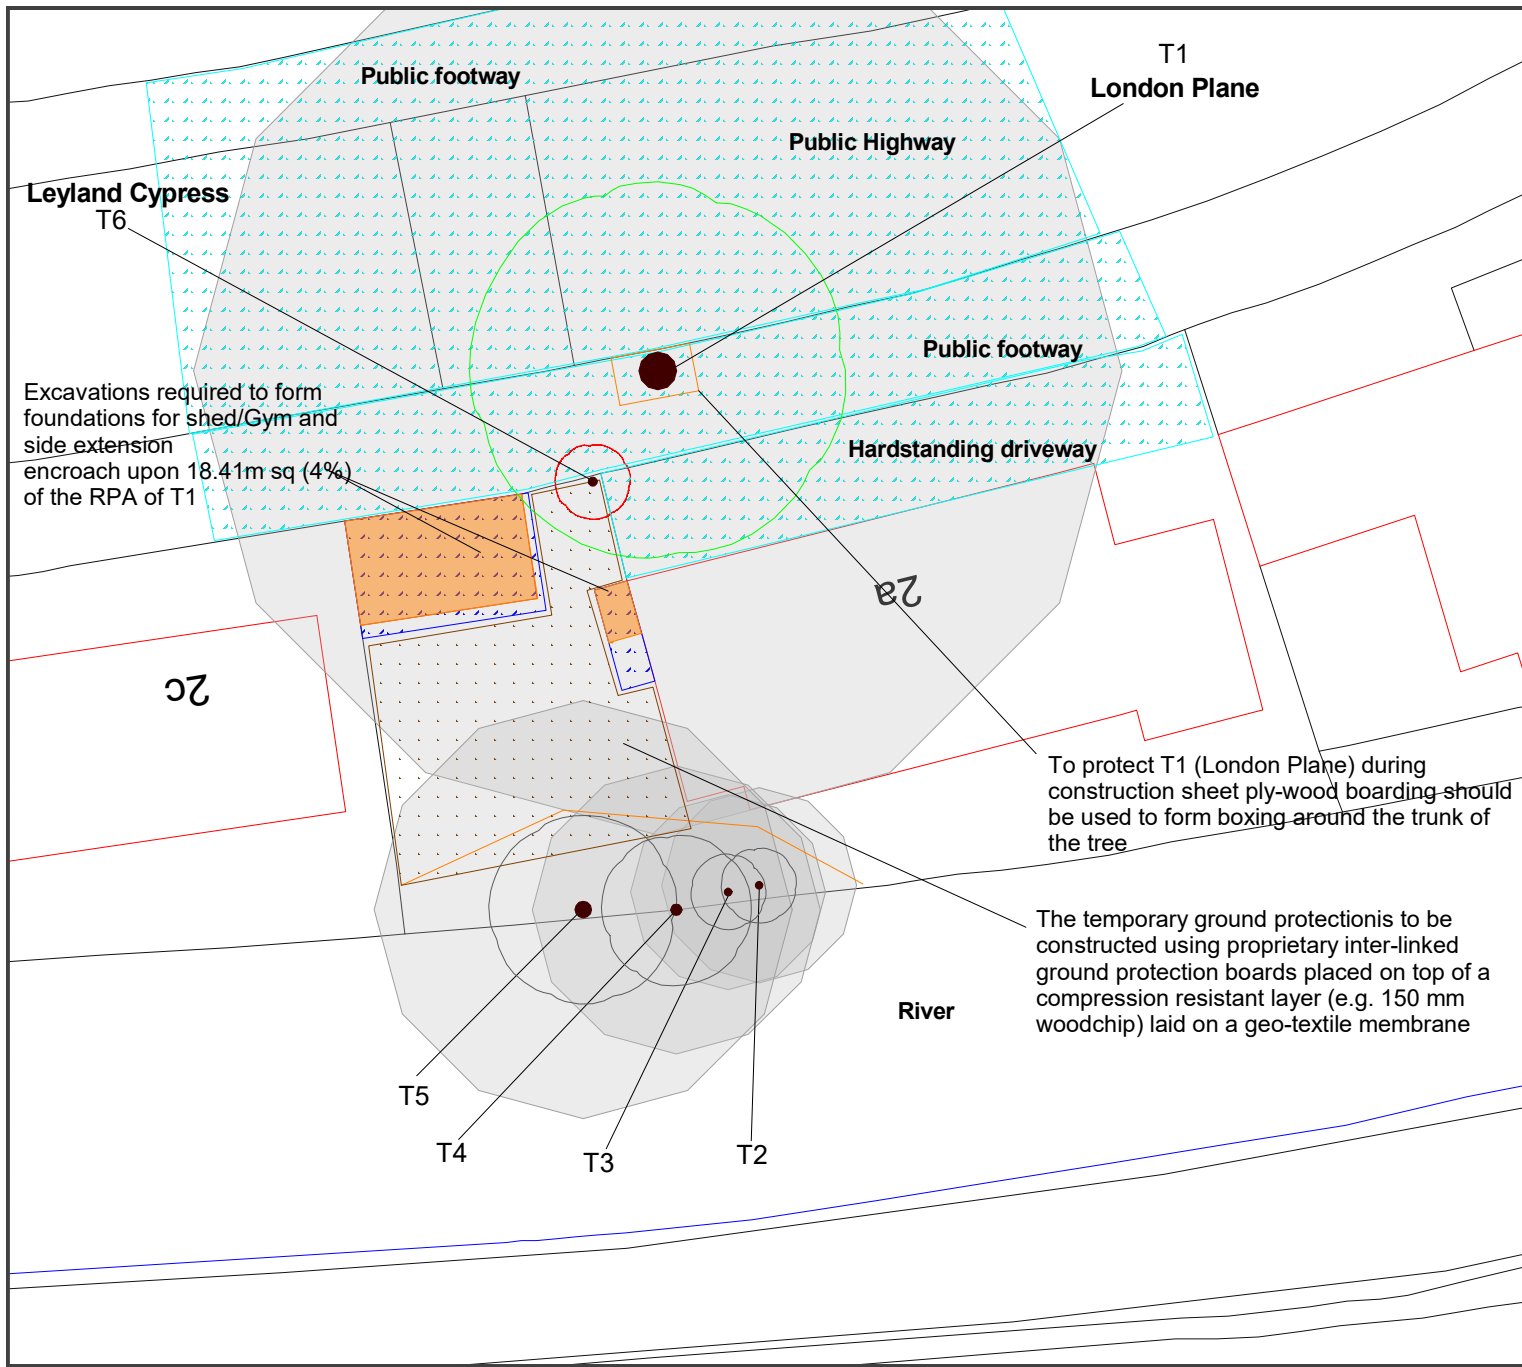 Public footway
T1
London Plane
Public Highway
Leyland Cypress
T6
Public footway
Excavations required to form
foundations for shed/Gym and
side extension
encroach upon 18.41m sq (4%)
of the RPA of T1
Hardstanding driveway
2a
2c
To protect T1 (London Plane) during
construction sheet ply-wood boarding should
be used to form boxing around the trunk of
the tree
The temporary ground protectionis to be
constructed using proprietary inter-linked
ground protection boards placed on top of a
compression resistant layer (e.g. 150 mm
woodchip) laid on a geo-textile membrane
River
T5
T4
T3
T2